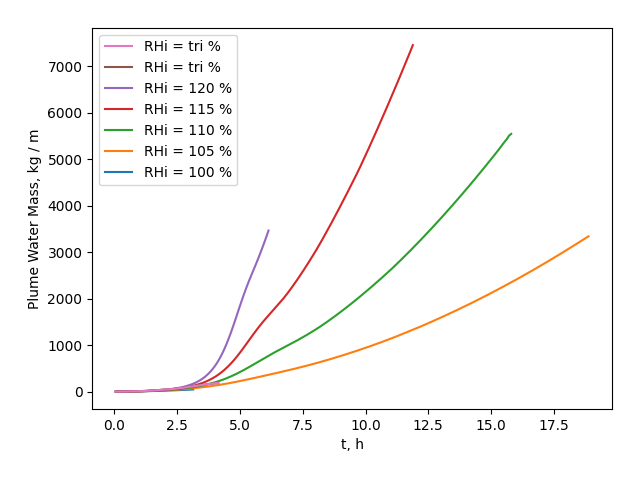 RHi = tri %
RHi = tri %
RHi = 120 %
RHi = 115 %
RHi = 110 %
RHi = 105 %
RHi = 100 %
7000
6000
5000
4000
3000
2000
1000
0
Plume Water Mass, kg / m
0.0 2.5 5.0 7.5 10.0 12.5 15.0 17.5
t, h